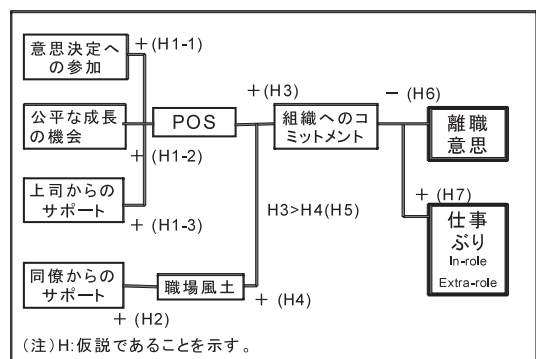 意思決定へ
の参加
+(H1-1)
公平な成長
の機会
+(H1-2)
上司からの
サポート
+(H1-3)
同僚からの
サポート
+(H2)
POS
職場風土
+(H3)
+(H4)
H3>H4(H5)
組織へのコ
ミットメント
-(H6)
離職
意思
+(H7)
仕事
ぶり
In-role
Extra-role
(注)H:仮説であることを示す。